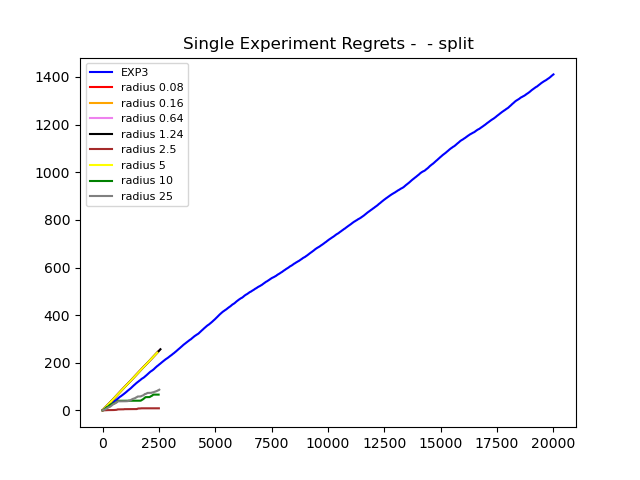 Single Experiment Regrets -  - split
EXP3
radius 0.08
radius 0.16
radius 0.64
radius 1.24
radius 2.5
radius 5
radius 10
radius 25
1400
1200
1000
800
600
400
200
0
0 2500 5000 7500 10000 12500 15000 17500 20000